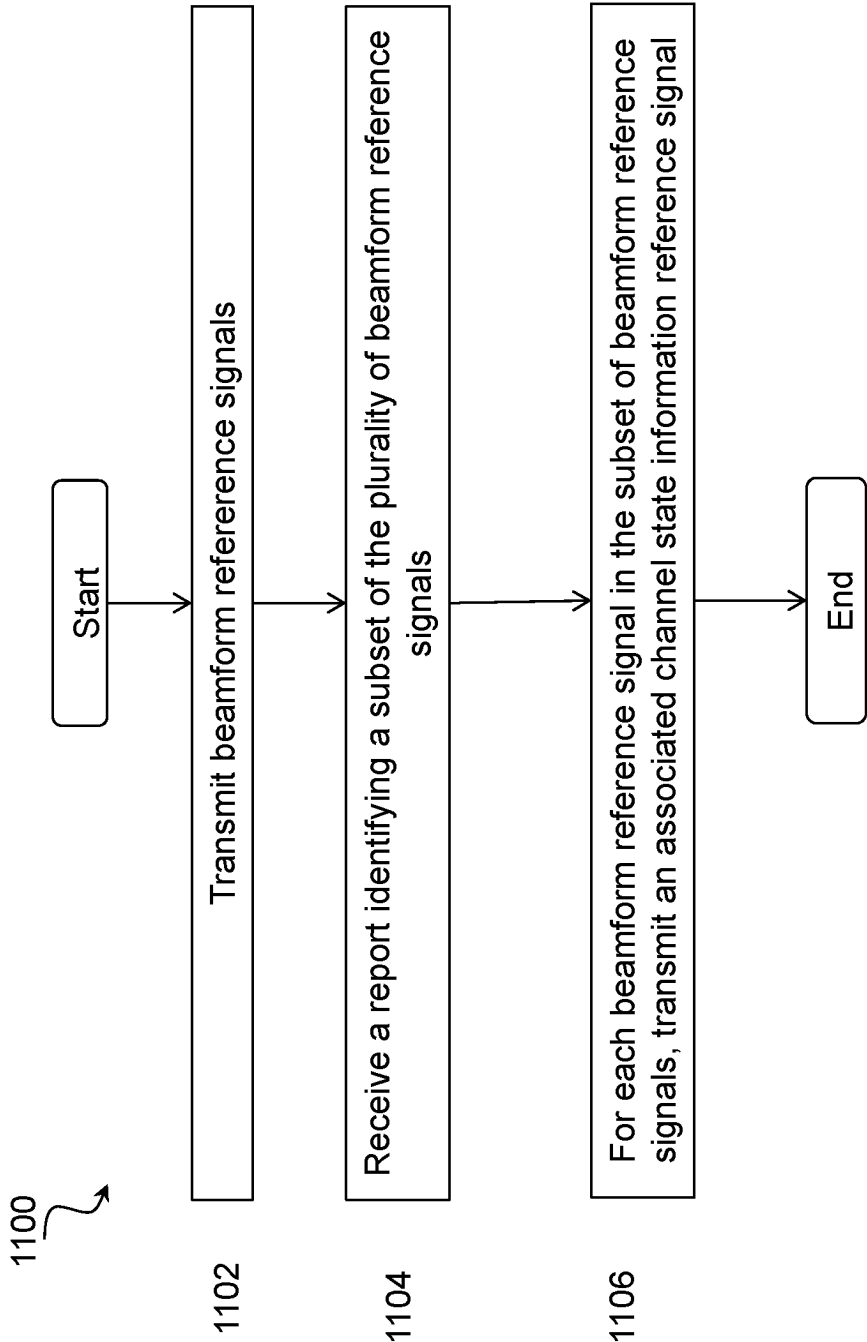 1100
Start
1102
Transmit beamform refererence signals
1104
Receive a report identifying a subset of the plurality of beamform reference
signals
1106
For each beamform reference signal in the subset of beamform reference
signals, transmit an associated channel state information reference signal
End